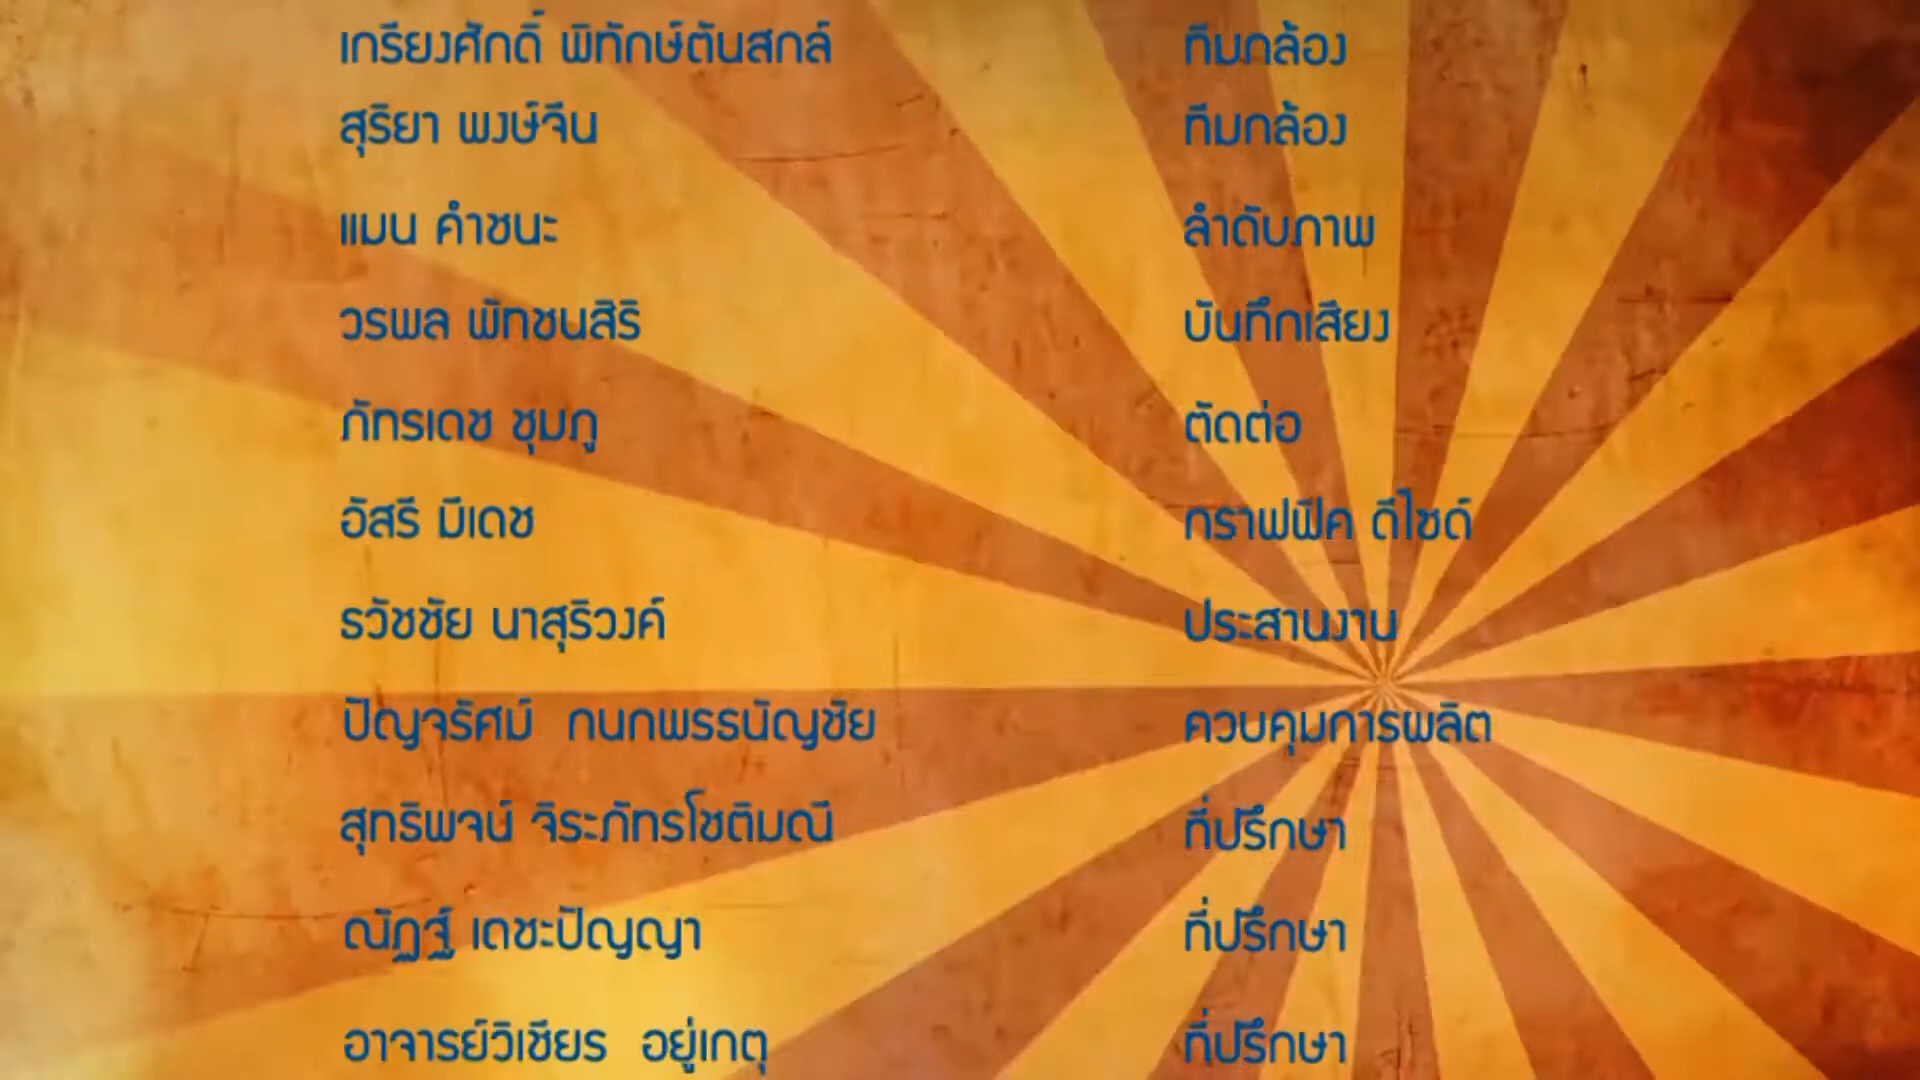 เกรียงศักดิ์ พิทักษ์ตันสกล์ ทีมกล้อง
สุริยา พงษ์จีน ทีมกล้อง
แมน คำชนะ ลำดับภาพ
วรพล พัทชนสิริ บันทึกเสียง
ภัทรเดช ชุมภู ตัดต่อ
อัสรี มีเดช กราฟฟิค ดีไซด์
ธวัชชัย นาสุริวงค์ ประสานงาน
ปัญจรัศม์ กนกพรรธนัญชัย ควบคุมการผลิต
สุทธิพจน์ จิระภัทรโชติมณี ที่ปรึกษา
ณัฏฐ์ เดชะปัญญา ที่ปรึกษา
อาจารย์วิเชียร อยู่เกตุ ที่ปรึกษา